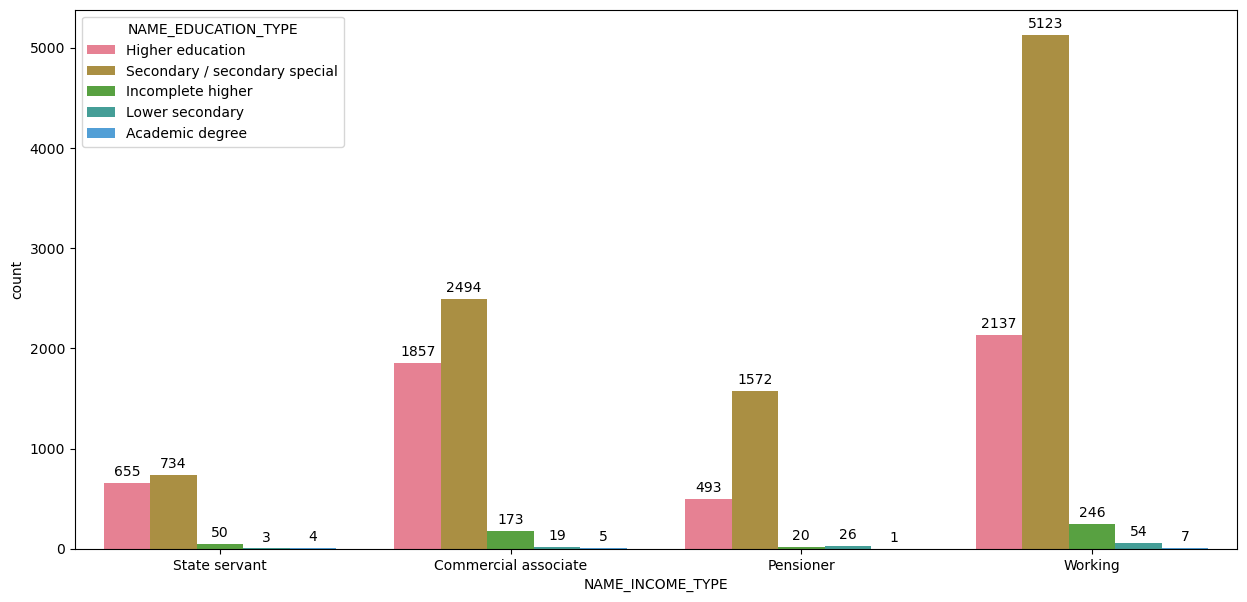 NAME_EDUCATION_TYPE
Higher education
Secondary / secondary special
Incomplete higher
Lower secondary
Academic degree
count
5000
4000
3000
2000
1000
0
655
734
50
3
4
1857
2494
173
19
5
493
1572
20
26
1
2137
5123
246
54
7
State servant
Commercial associate
Pensioner
Working
NAME_INCOME_TYPE